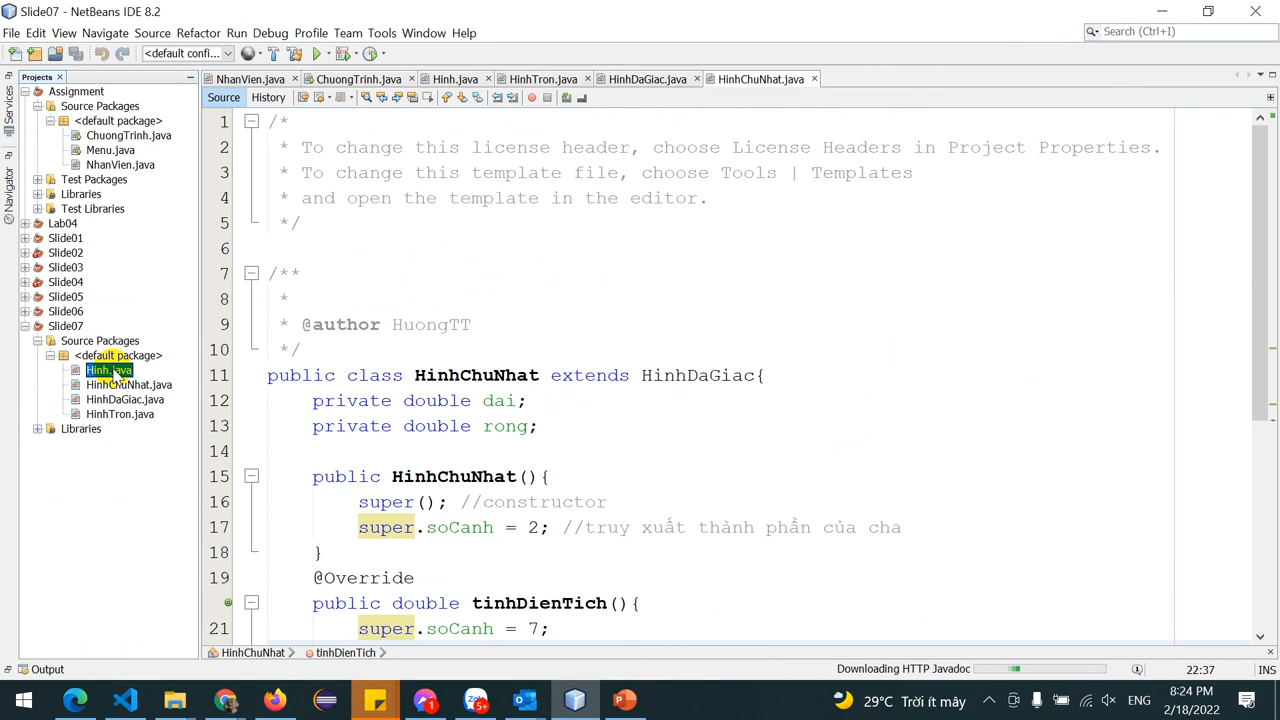 Slide07 - NetBeans IDE 8.2
File Edit View Navigate Source Refactor Run Debug Profile Team Tools Window Help
Search (Ctrl+I)
<default confi...
Projects
NhanVien.java ChuongTrinh.java Hinh.java HinhTron.java HinhDaGiac.java HinhChuNhat.java
Source History
Services
Navigator
Assignment
Source Packages
<default package>
ChuongTrinh.java
Menu.java
NhanVien.java
Test Packages
Libraries
Test Libraries
Lab04
Slide01
Slide02
Slide03
Slide04
Slide05
Slide06
Slide07
Source Packages
<default package>
Hinh.java
HinhChuNhat.java
HinhDaGiac.java
HinhTron.java
Libraries
1 /*
2 * To change this license header, choose License Headers in Project Properties.
3 * To change this template file, choose Tools | Templates
4 * and open the template in the editor.
5 */
6
7 /**
8 *
9 * @author HuongTT
10 */
11 public class HinhChuNhat extends HinhDaGiac{
12 private double dai;
13 private double rong;
14
15 public HinhChuNhat(){
16 super(); //constructor
17 super.soCanh = 2; //truy xuất thành phần của cha
18 }
19 @Override
public double tinhDienTich(){
21 super.soCanh = 7;
HinhChuNhat tinhDienTich
Output
Downloading HTTP Javadoc
22:37
INS
1
Zalo
5+
29°C Trời ít mây
ENG
8:24 PM
2/18/2022